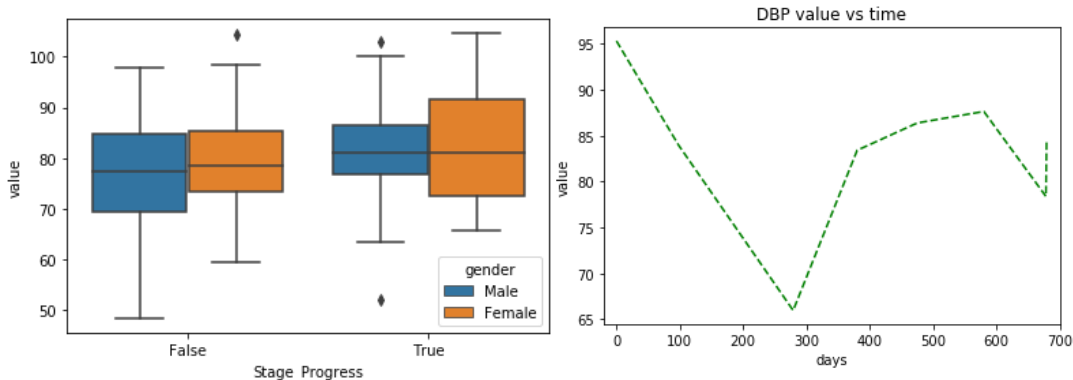 100
90
80
70
60
50
value
False
True
Stage_Progress
gender
Male
Female
DBP value vs time
95
90
85
80
75
70
65
value
0
100
200
300
400
500
600
700
days